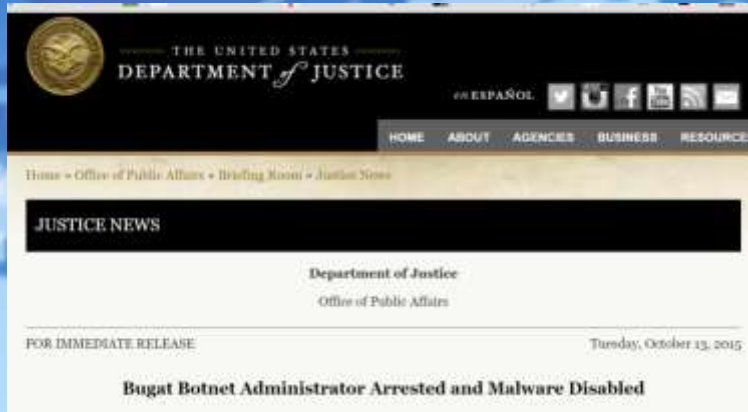 THE UNITED STATES
DEPARTMENT of JUSTICE
en ESPAÑOL
HOME ABOUT AGENCIES BUSINESS RESOURCE
Home » Office of Public Affairs » Briefing Room » Justice News
JUSTICE NEWS
Department of Justice
Office of Public Affairs
FOR IMMEDIATE RELEASE Tuesday, October 13, 2015
Bugat Botnet Administrator Arrested and Malware Disabled